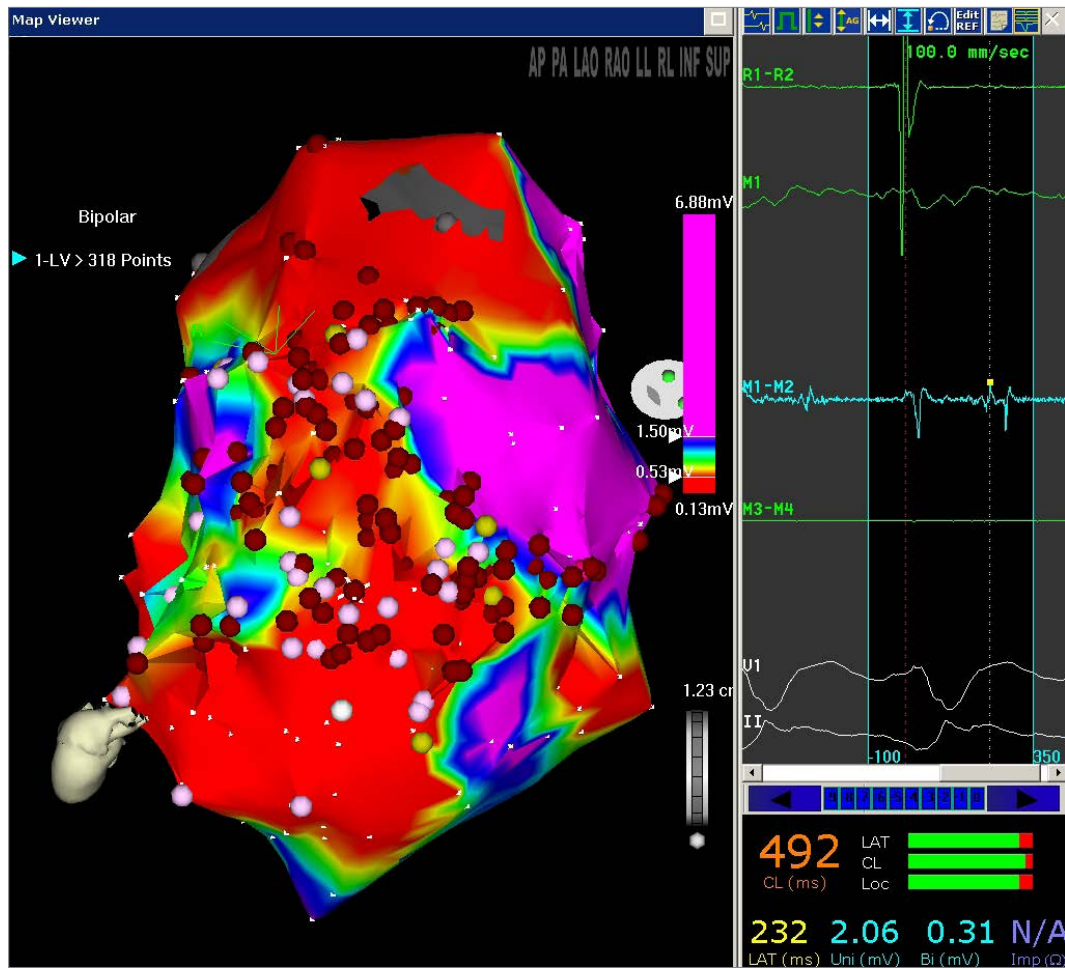 Map Viewer
AP PA LAO RAO LL RL INF SUP
Bipolar
1-LV > 318 Points
6.88mV
1.50mV
0.53mV
0.13mV
1.23 cm
AG
Edit
REF
100.0 mm/sec
R1-R2
M1
M1-M2
M3-M4
V1
II
-100
350
492
CL (ms)
LAT
CL
Loc
232
2.06
0.31
N/A
LAT (ms)
Uni (mV)
Bi (mV)
Imp (Ω)